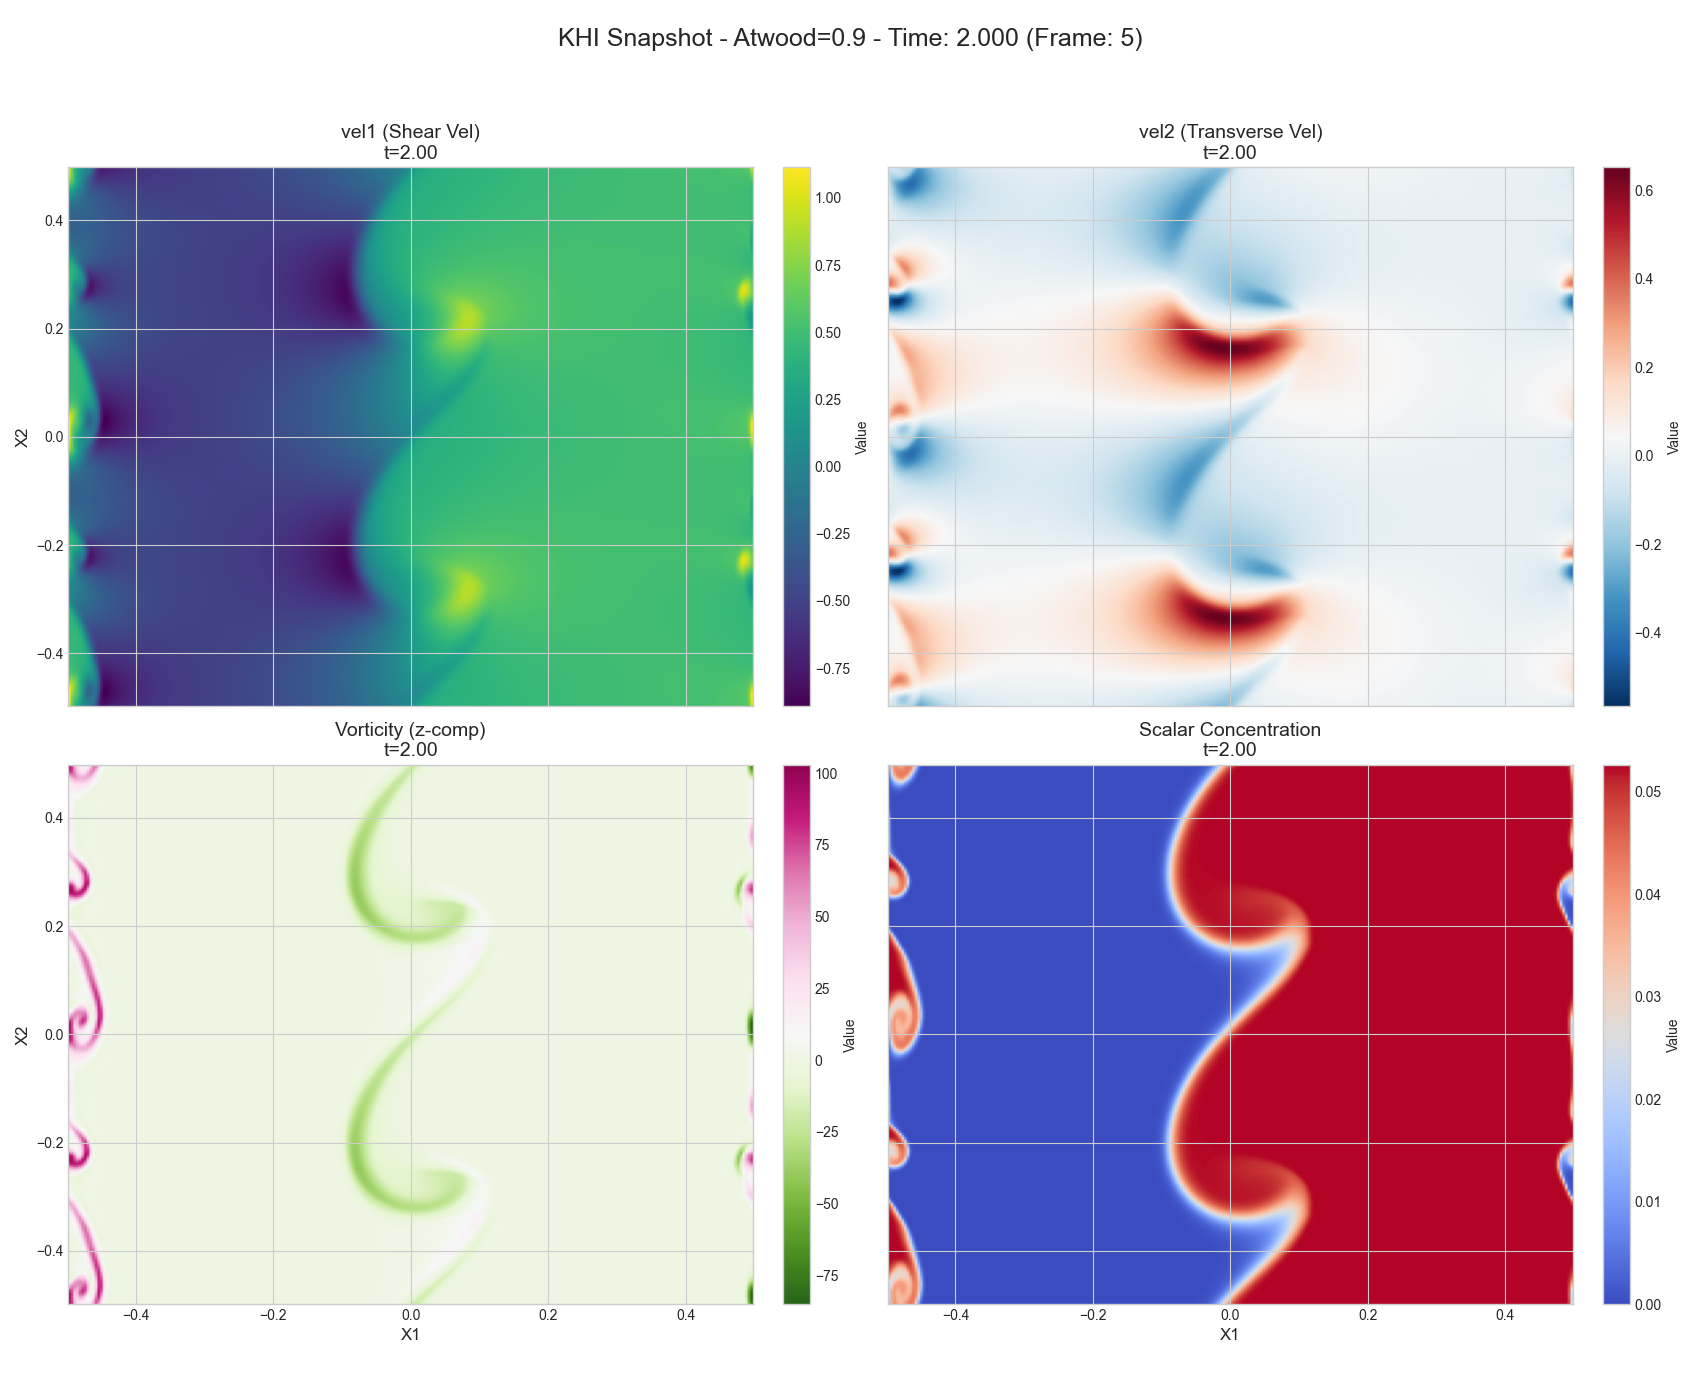 KHI Snapshot - Atwood=0.9 - Time: 2.000 (Frame: 5)
vel1 (Shear Vel)
t=2.00
vel2 (Transverse Vel)
t=2.00
X2
0.4
0.2
0.0
−0.2
−0.4
1.00
0.75
0.50
0.25
0.00
−0.25
−0.50
−0.75
Value
0.6
0.4
0.2
0.0
−0.2
−0.4
Value
Vorticity (z-comp)
t=2.00
Scalar Concentration
t=2.00
X2
0.4
0.2
0.0
−0.2
−0.4
100
75
50
25
0
−25
−50
−75
Value
0.05
0.04
0.03
0.02
0.01
0.00
Value
−0.4
−0.2
0.0
0.2
0.4
X1
−0.4
−0.2
0.0
0.2
0.4
X1